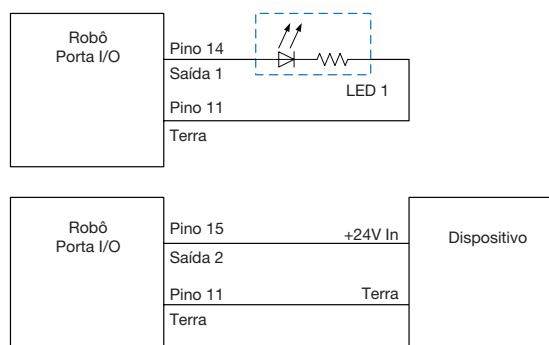 Robô
Porta I/O
Pino 14
Saída 1
LED 1
Pino 11
Terra
Robô
Porta I/O
Pino 15
+24V In
Dispositivo
Saída 2
Pino 11
Terra
Terra